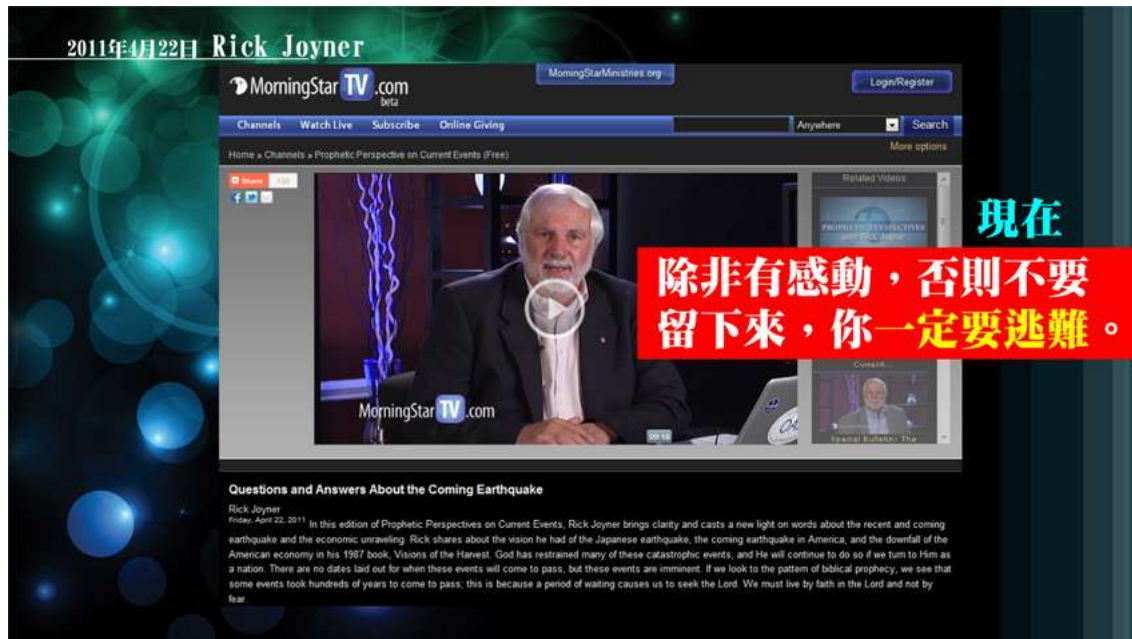 2011年4月22日 Rick Joyner
MorningStar TV.com
beta
MorningStarMinistries.org
Login/Register
Channels Watch Live Subscribe Online Giving
Anywhere
Search
More options
Home » Channels » Prophetic Perspective on Current Events (Free)
Share
Related Videos
PROPHETIC PERSPECTIVES
with Rick Joyner
現在
除非有感動，否則不要
留下來，你一定要逃難。
Current...
MorningStar TV.com
09:10
Special Bulletin: The
Questions and Answers About the Coming Earthquake
Rick Joyner
Friday, April 22, 2011 In this edition of Prophetic Perspectives on Current Events, Rick Joyner brings clarity and casts a new light on words about the recent and coming
earthquake and the economic unraveling. Rick shares about the vision he had of the Japanese earthquake, the coming earthquake in America, and the downfall of the
American economy in his 1987 book, Visions of the Harvest. God has restrained many of these catastrophic events, and He will continue to do so if we turn to Him as
a nation. There are no dates laid out for when these events will come to pass, but these events are imminent. If we look to the pattern of biblical prophecy, we see that
some events took hundreds of years to come to pass; this is because a period of waiting causes us to seek the Lord. We must live by faith in the Lord and not by
fear.